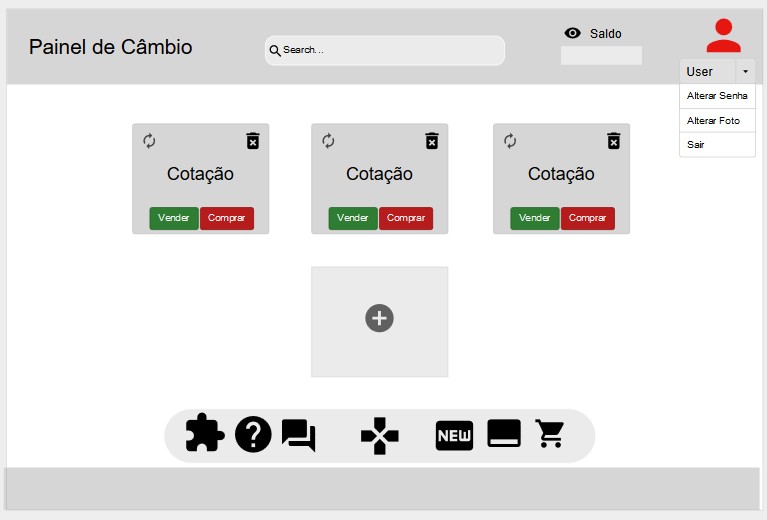 Painel de Câmbio
Search...
Saldo
User
Alterar Senha
Alterar Foto
Sair
Cotação
Vender Comprar
Cotação
Vender Comprar
Cotação
Vender Comprar
?
NEW